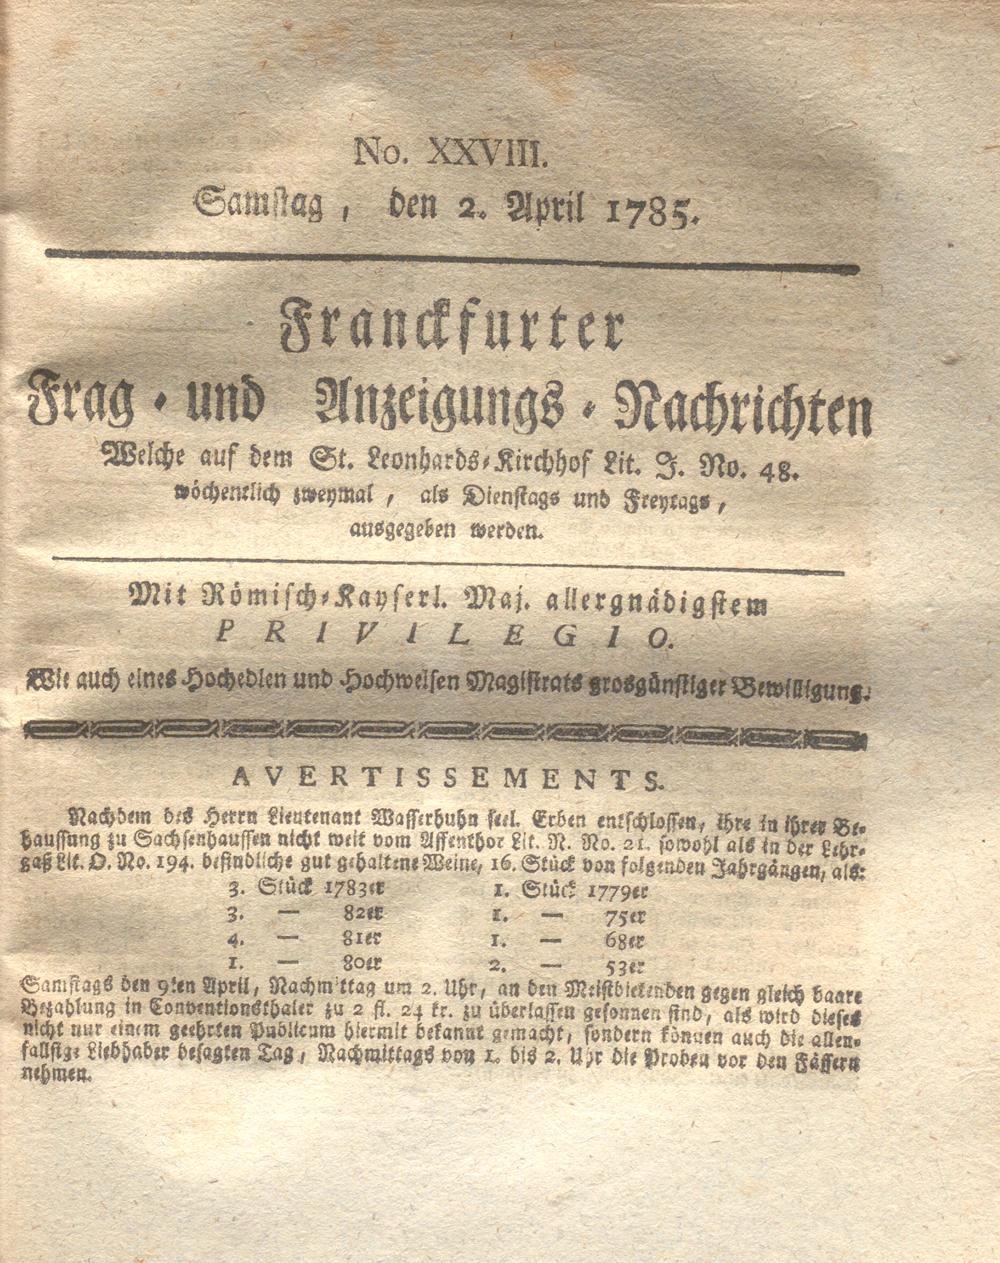 No. XXVIII.
Samstag, den 2. April 1785.
Franckfurter
Frag- und Anzeigungs-Nachrichten
Welche auf dem St. Leonhards-Kirchhof Lit. J. No. 48.
wöchentlich zweymal, als Dienstags und Freytags,
ausgegeben werden.
Mit Römisch-Kayserl. Maj. allergnädigstem
PRIVILEGIO.
Wie auch eines Hochedlen und Hochweisen Magistrats grosgünstiger Bewilligung.
AVERTISSEMENTS.
Nachdem des Herrn Lieutenant Wasserhuhn seel. Erben entschlossen, ihre in ihrer Be-
haussung zu Sachsenhaussen nicht weit vom Affenthor Lit. N. No. 21. sowohl als in der Lehr-
gaß Lit. O. No. 194. befindliche gut gehaltene Weine, 16. Stück von folgenden Jahrgängen, als:
3. Stück 1783er 1. Stück 1779er
3. — 82er 1. — 75er
4. — 81er 1. — 68er
1. — 80er 2. — 53er
Samstags den 9ten April, Nachmittag um 2. Uhr, an den Meistbietenden gegen gleich baare
Bezahlung in Conventionsthaler zu 2 fl. 24 kr. zu überlassen gesonnen sind, als wird dieses
nicht nur einem geehrten Publicum hiermit bekannt gemacht, sondern können auch die allen-
fallsige Liebhaber besagten Tag, Nachmittags von 1. bis 2. Uhr die Proben vor den Fässern
nehmen.